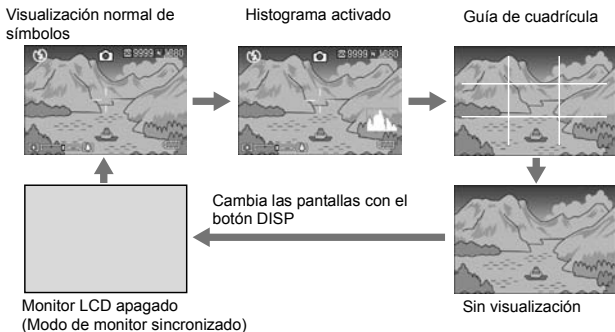 Visualización normal de
símbolos
Histograma activado
Guía de cuadrícula
9999
Cambia las pantallas con el
botón DISP
Sin visualización
Monitor LCD apagado
(Modo de monitor sincronizado)